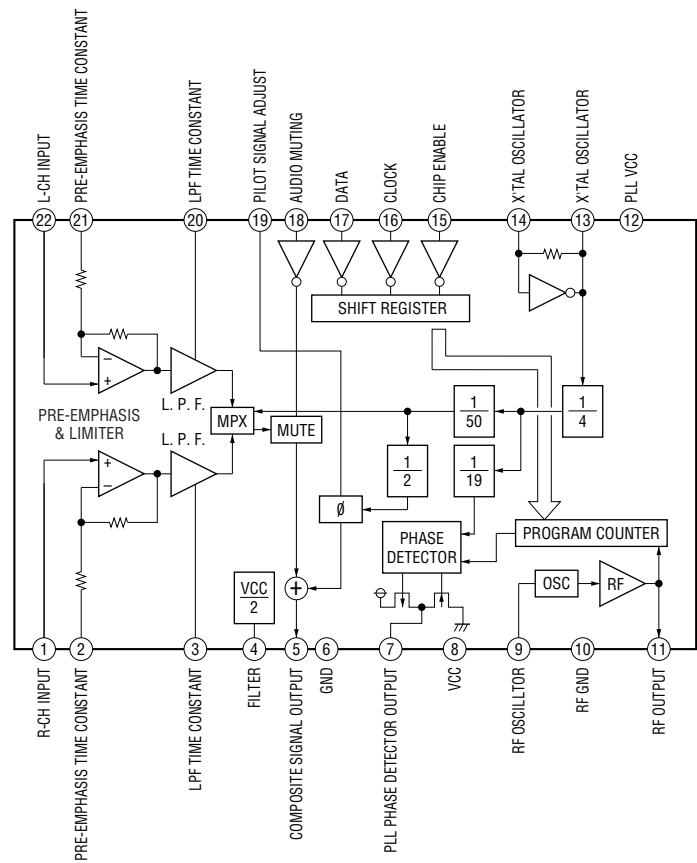 L-CH INPUT
PRE-EMPHASIS TIME CONSTANT
LPF TIME CONSTANT
PILOT SIGNAL ADJUST
AUDIO MUTING
DATA
CLOCK
CHIP ENABLE
X'TAL OSCILLATOR
X'TAL OSCILLATOR
PLL VCC
22
21
20
19
18
17
16
15
14
13
12
SHIFT REGISTER
−
+
L. P. F.
PRE-EMPHASIS
& LIMITER
MPX
MUTE
1
50
1
4
L. P. F.
+
−
1
2
1
19
Ø
PHASE
DETECTOR
PROGRAM COUNTER
VCC
2
+
OSC
RF
1
2
3
4
5
6
7
8
9
10
11
R-CH INPUT
PRE-EMPHASIS TIME CONSTANT
LPF TIME CONSTANT
FILTER
COMPOSITE SIGNAL OUTPUT
GND
PLL PHASE DETECTOR OUTPUT
VCC
RF OSCILLTOR
RF GND
RF OUTPUT